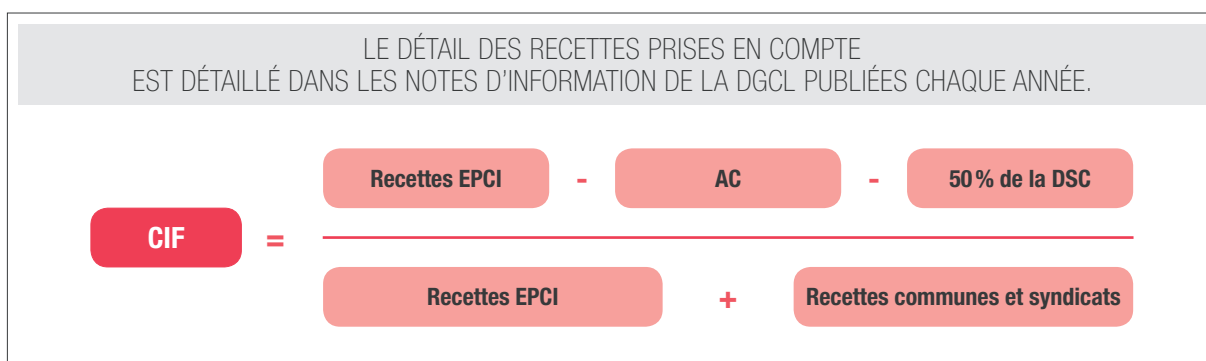 LE DÉTAIL DES RECETTES PRISES EN COMPTE
EST DÉTAILLÉ DANS LES NOTES D'INFORMATION DE LA DGCL PUBLIÉES CHAQUE ANNÉE.
Recettes EPCI - AC - 50 % de la DSC
CIF =
Recettes EPCI + Recettes communes et syndicats